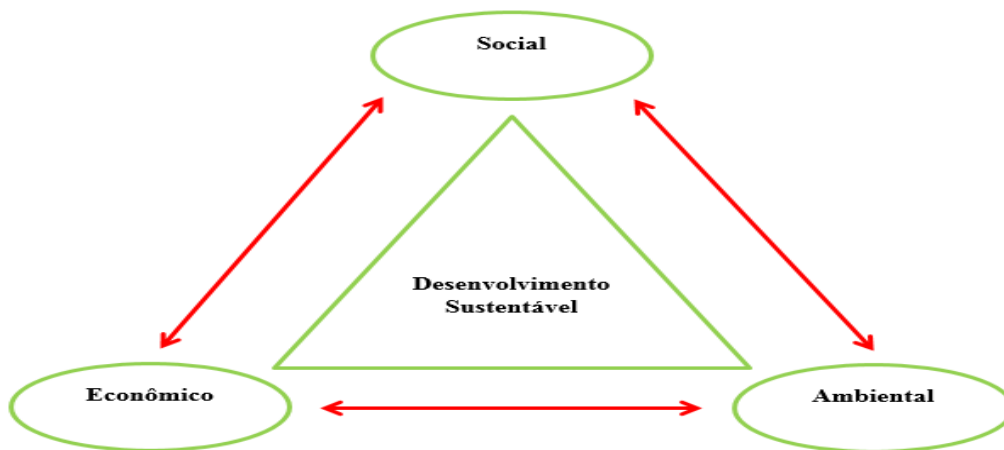 Social
Desenvolvimento
Sustentável
Econômico
Ambiental